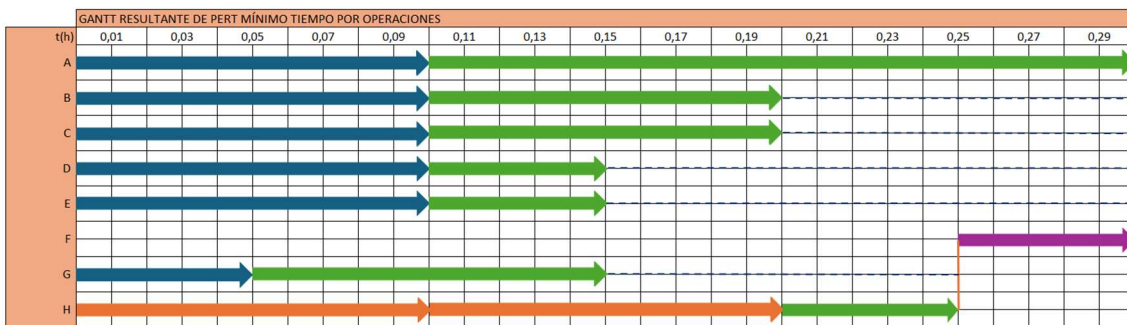 GANTT RESULTANTE DE PERT MÍNIMO TIEMPO POR OPERACIONES
t(h) 0,01 0,03 0,05 0,07 0,09 0,11 0,13 0,15 0,17 0,19 0,21 0,23 0,25 0,27 0,29
A
B
C
D
E
F
G
H